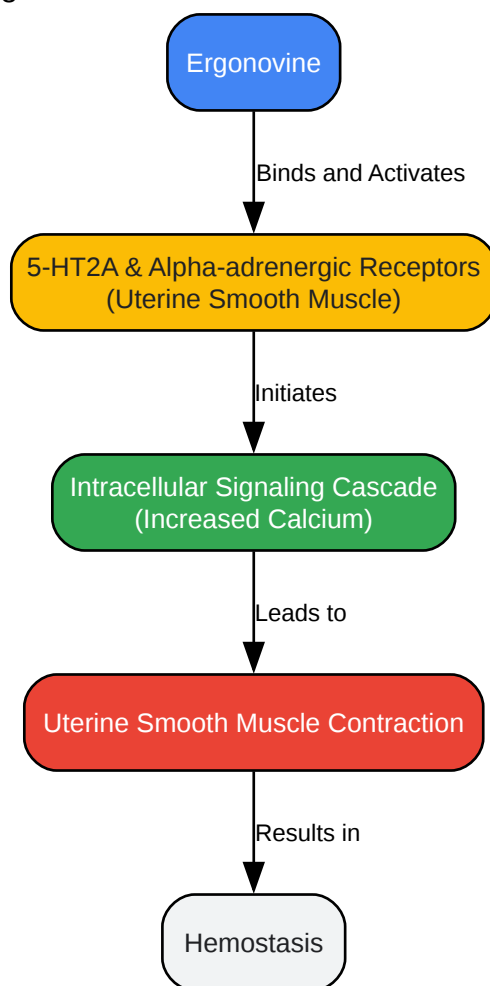 Ergonovine
Binds and Activates
5-HT2A & Alpha-adrenergic Receptors
(Uterine Smooth Muscle)
Initiates
Intracellular Signaling Cascade
(Increased Calcium)
Leads to
Uterine Smooth Muscle Contraction
Results in
Hemostasis